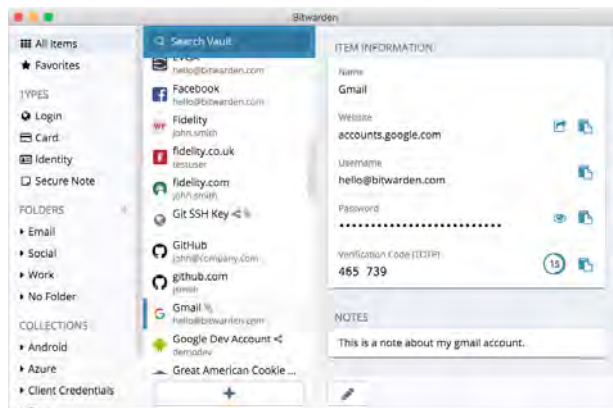 Bitwarden
All Items
Favorites
TYPES
Login
Card
Identity
Secure Note
FOLDERS
Email
Social
Work
No Folder
COLLECTIONS
Android
Azure
Client Credentials
Search Vault
EVGA
hello@bitwarden.com
Facebook
hello@bitwarden.com
Fidelity
john.smith
fidelity.co.uk
testuser
fidelity.com
john.smith
Git SSH Key
GitHub
john@company.com
github.com
jsmith
Gmail
hello@bitwarden.com
Google Dev Account
demodev
Great American Cookie ...
ITEM INFORMATION
Name
Gmail
Website
accounts.google.com
Username
hello@bitwarden.com
Password
Verification Code (TOTP)
465 739
15
NOTES
This is a note about my gmail account.